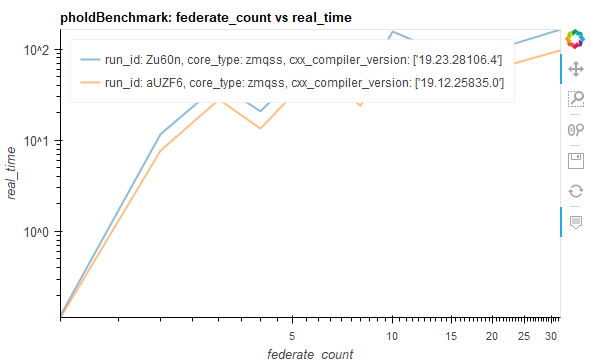 pholdBenchmark: federate_count vs real_time
10^2
run_id: Zu60n, core_type: zmqss, cxx_compiler_version: ['19.23.28106.4']
run_id: aUZF6, core_type: zmqss, cxx_compiler_version: ['19.12.25835.0']
10^1
real_time
10^0
5 10 15 20 25 30
federate_count